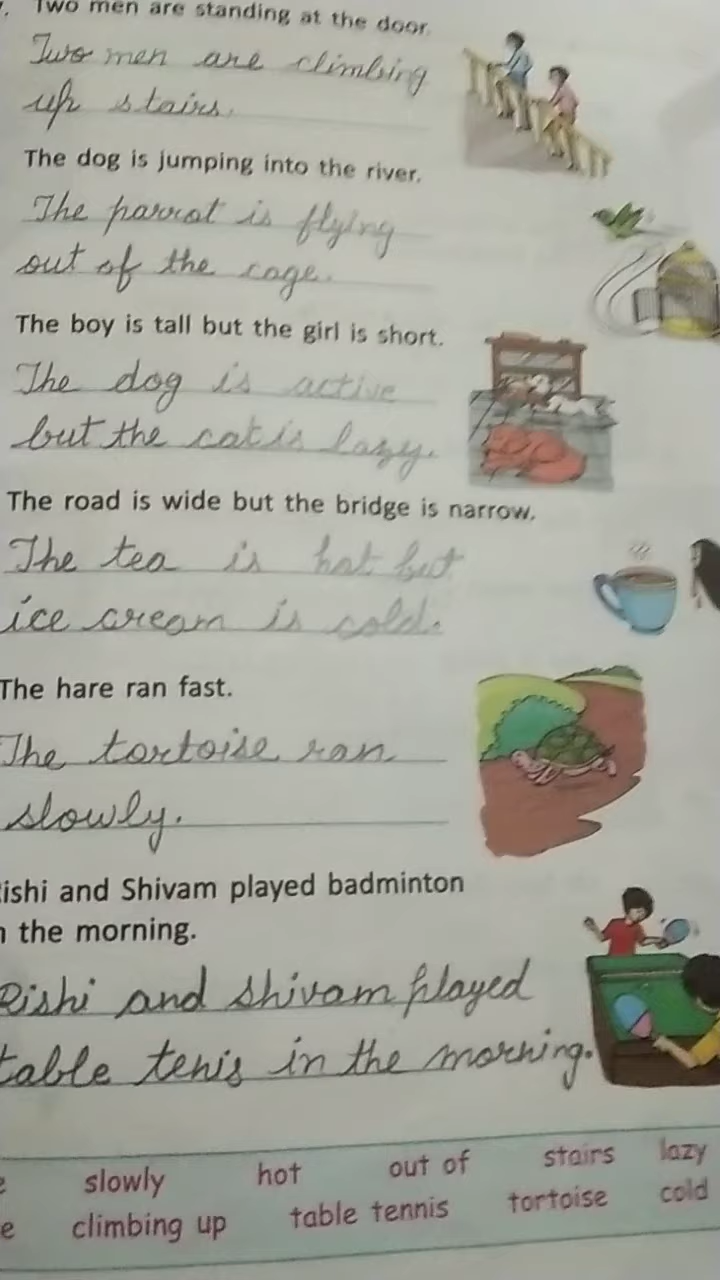 Two men are standing at the door.
Two men are climbing
up stairs.
The dog is jumping into the river.
The parrot is flying
out of the cage.
The boy is tall but the girl is short.
The dog is active
but the cat is lazy.
The road is wide but the bridge is narrow.
The tea is hot but
ice cream is cold.
The hare ran fast.
The tortoise ran
slowly.
ishi and Shivam played badminton
n the morning.
Rishi and Shivam played
table tenis in the morning.
e slowly hot out of stairs lazy
e climbing up table tennis tortoise cold